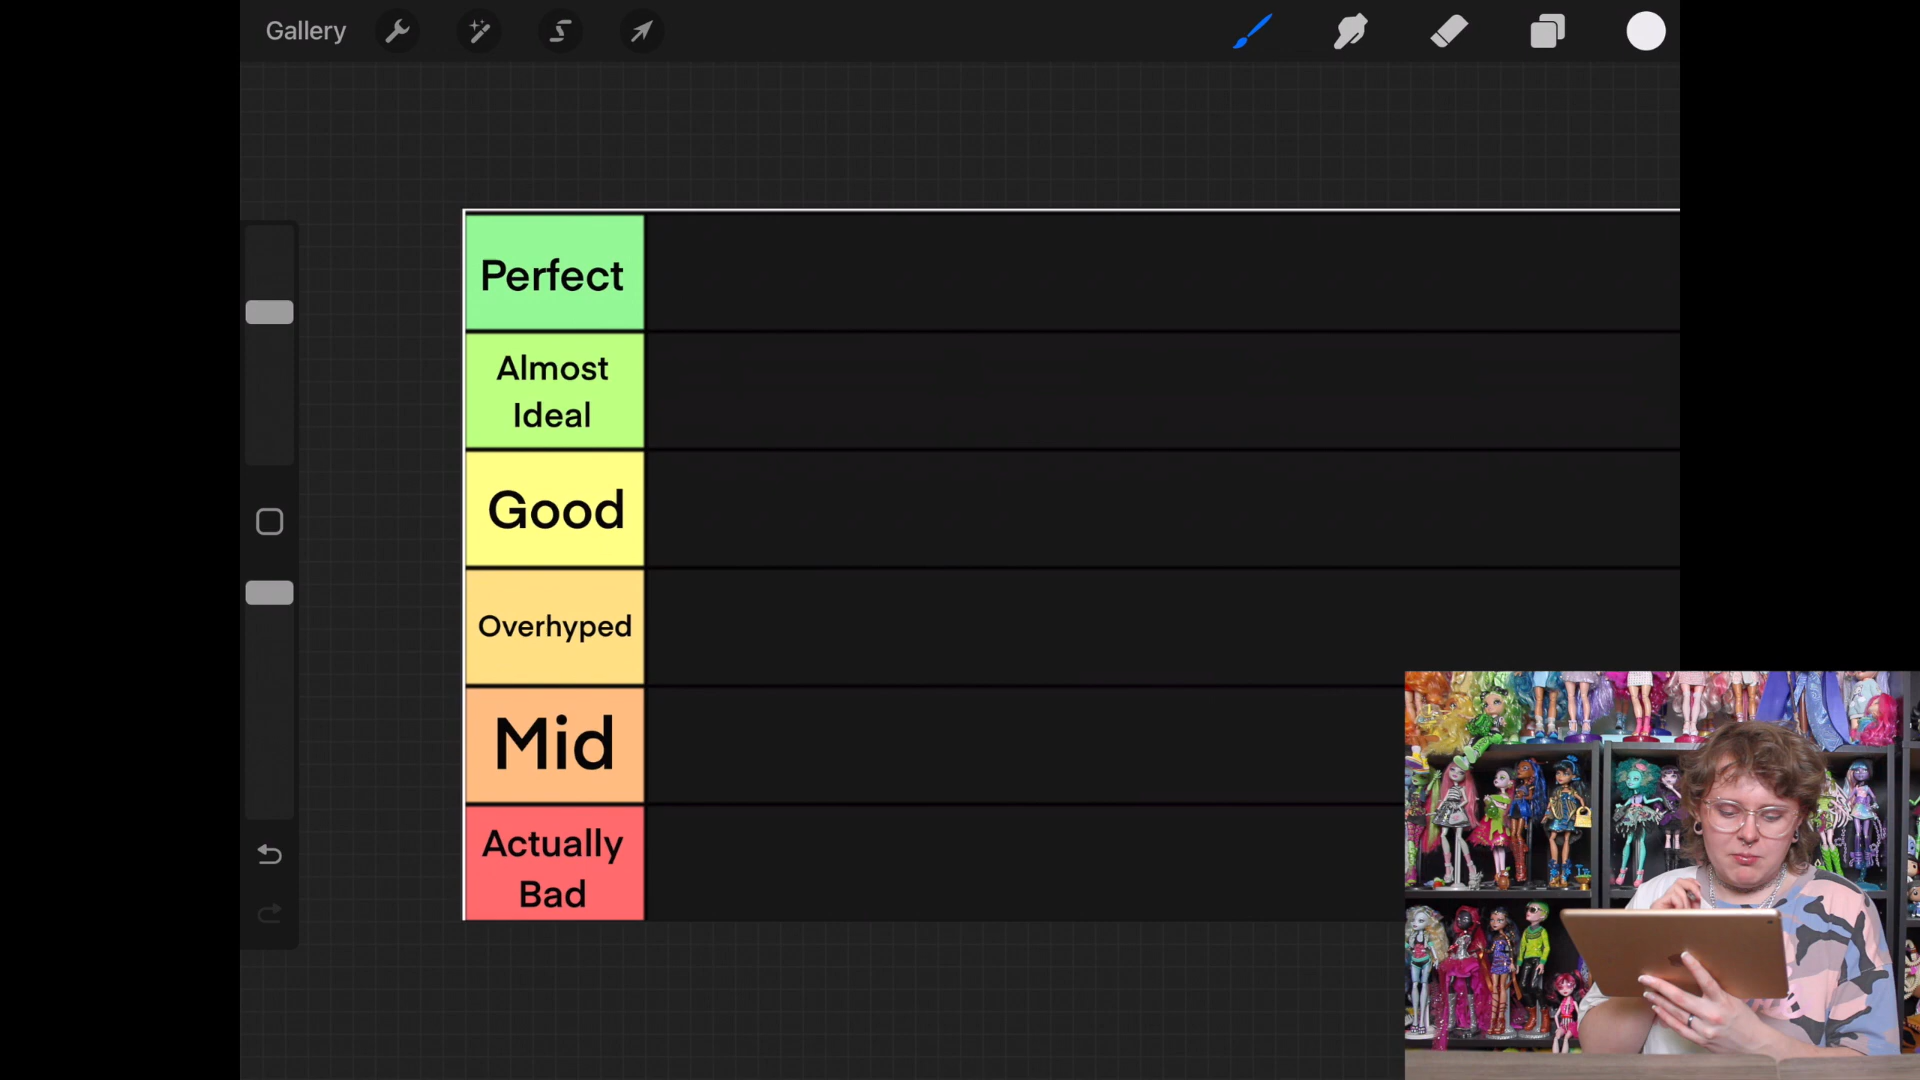 Gallery
Perfect
Almost
Ideal
Good
Overhyped
Mid
Actually
Bad